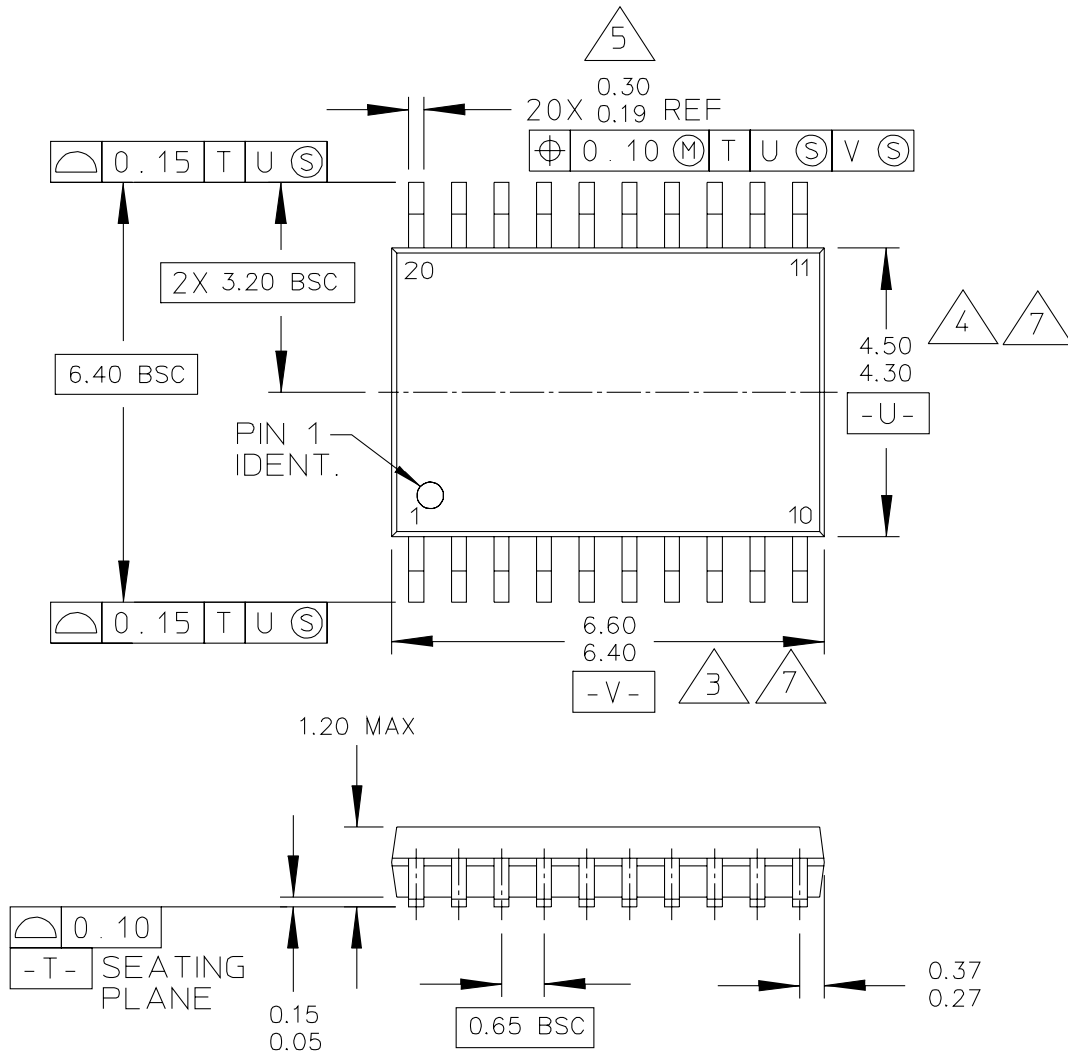 5
0.30
20X 0.19 REF
⌖ 0.10 Ⓜ T U Ⓢ V Ⓢ
⌓ 0.15 T U Ⓢ
2X 3.20 BSC
6.40 BSC
20
11
4
7
4.50
4.30
-U-
PIN 1
IDENT.
1
10
⌓ 0.15 T U Ⓢ
6.60
6.40
-V-
3
7
1.20 MAX
⌓ 0.10
-T- SEATING
PLANE
0.15
0.05
0.65 BSC
0.37
0.27